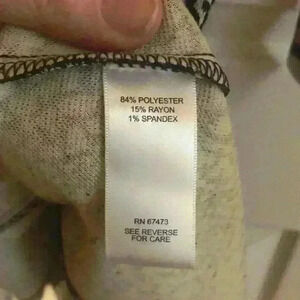 84% POLYESTER
15% RAYON
1% SPANDEX
RN 67473
SEE REVERSE
FOR CARE